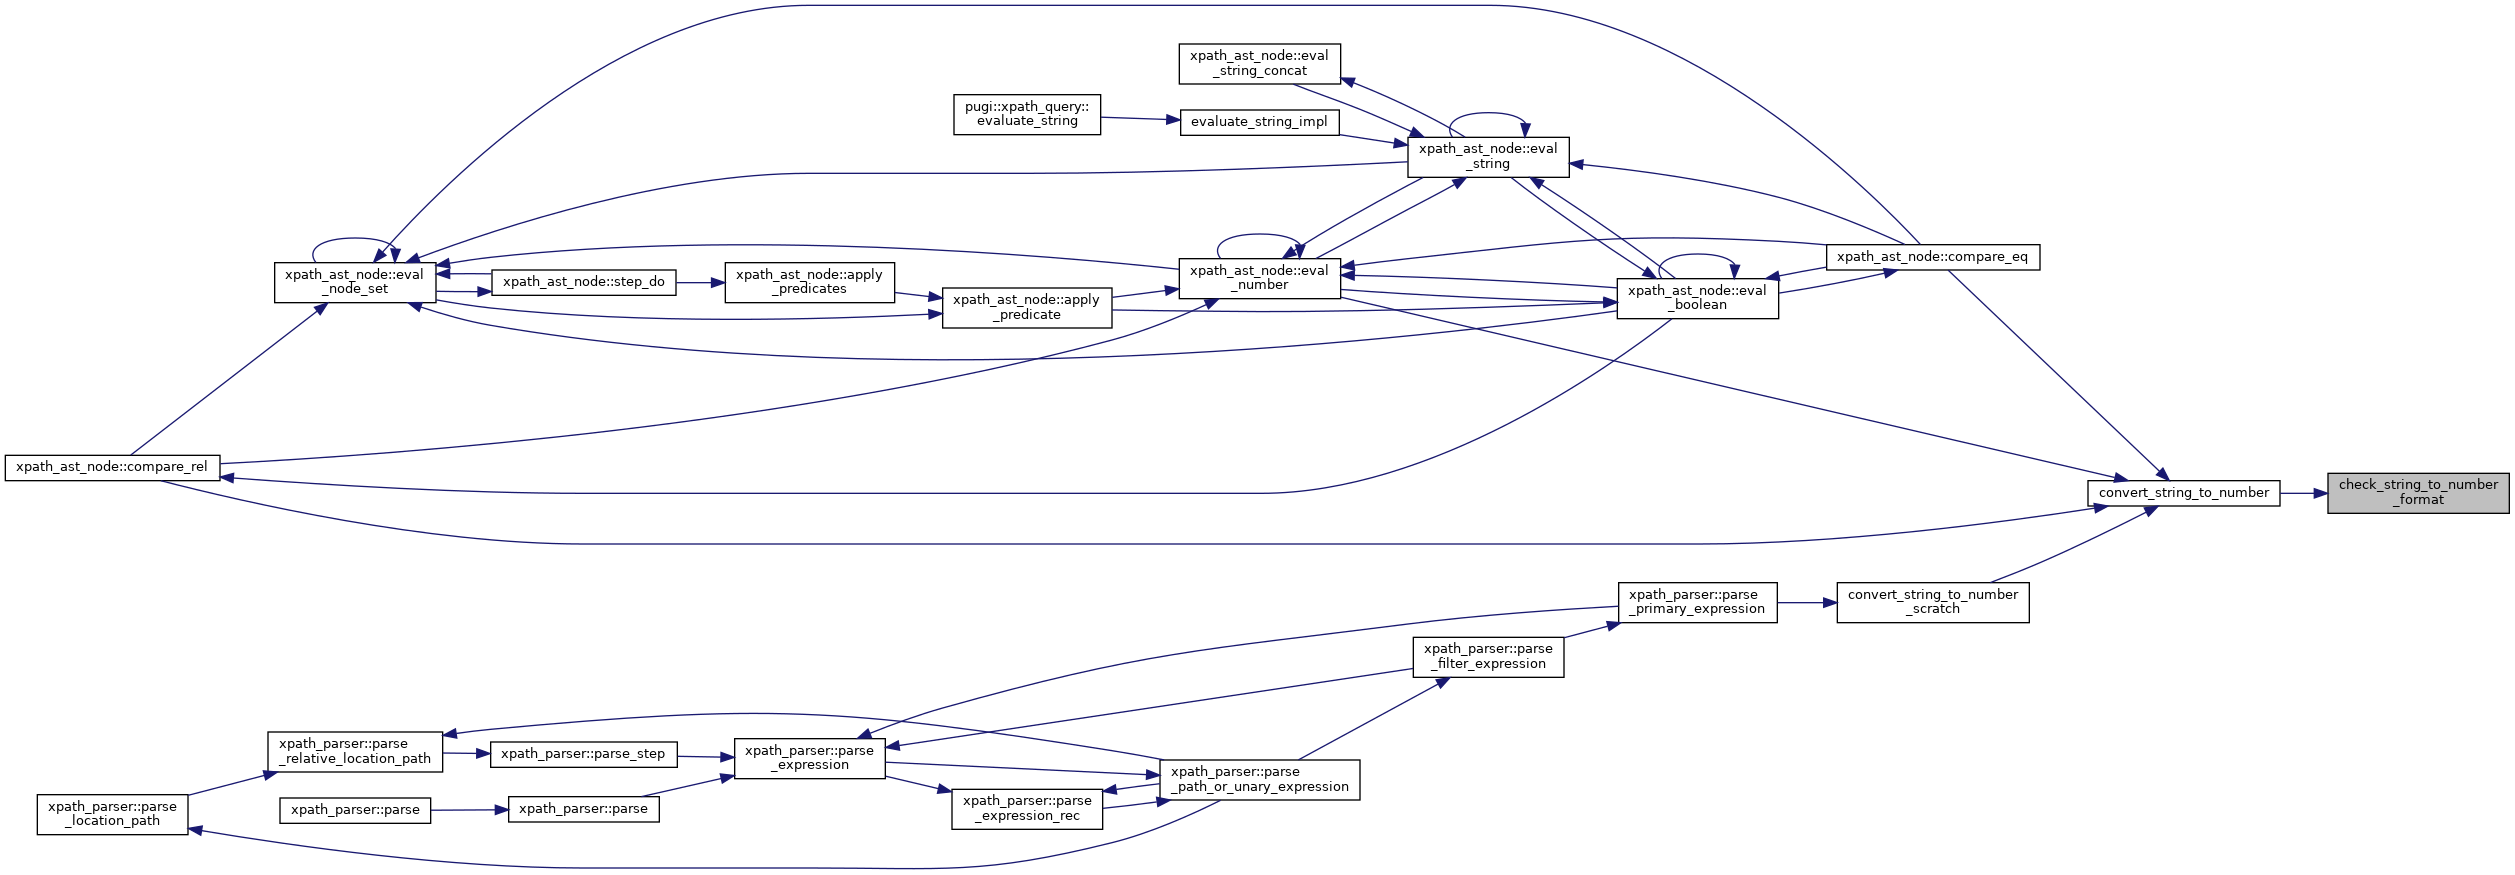 xpath_ast_node::eval
_string_concat
pugi::xpath_query::
evaluate_string
evaluate_string_impl
xpath_ast_node::eval
_string
xpath_ast_node::eval
_node_set
xpath_ast_node::step_do
xpath_ast_node::apply
_predicates
xpath_ast_node::apply
_predicate
xpath_ast_node::eval
_number
xpath_ast_node::eval
_boolean
xpath_ast_node::compare_eq
xpath_ast_node::compare_rel
convert_string_to_number
check_string_to_number
_format
convert_string_to_number
_scratch
xpath_parser::parse
_primary_expression
xpath_parser::parse
_filter_expression
xpath_parser::parse
_relative_location_path
xpath_parser::parse_step
xpath_parser::parse
_expression
xpath_parser::parse
_path_or_unary_expression
xpath_parser::parse
_location_path
xpath_parser::parse
xpath_parser::parse
xpath_parser::parse
_expression_rec